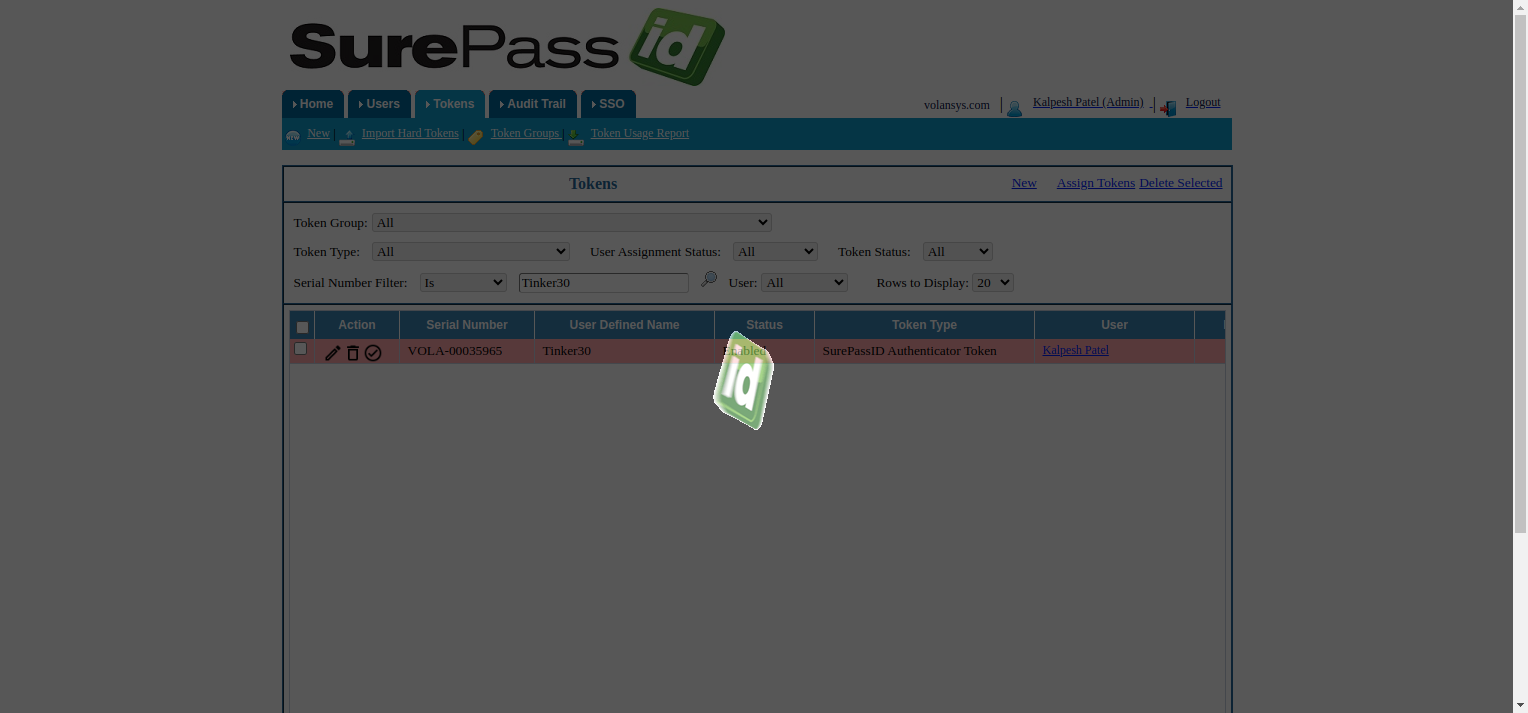 SurePass id
Home Users Tokens Audit Trail SSO
volansys.com Kalpesh Patel (Admin) Logout
New Import Hard Tokens Token Groups Token Usage Report
Tokens New Assign Tokens Delete Selected
Token Group: All
Token Type: All User Assignment Status: All Token Status: All
Serial Number Filter: Is Tinker30 User: All Rows to Display: 20
Action Serial Number User Defined Name Status Token Type User
VOLA-00035965 Tinker30 Enabled SurePassID Authenticator Token Kalpesh Patel
id